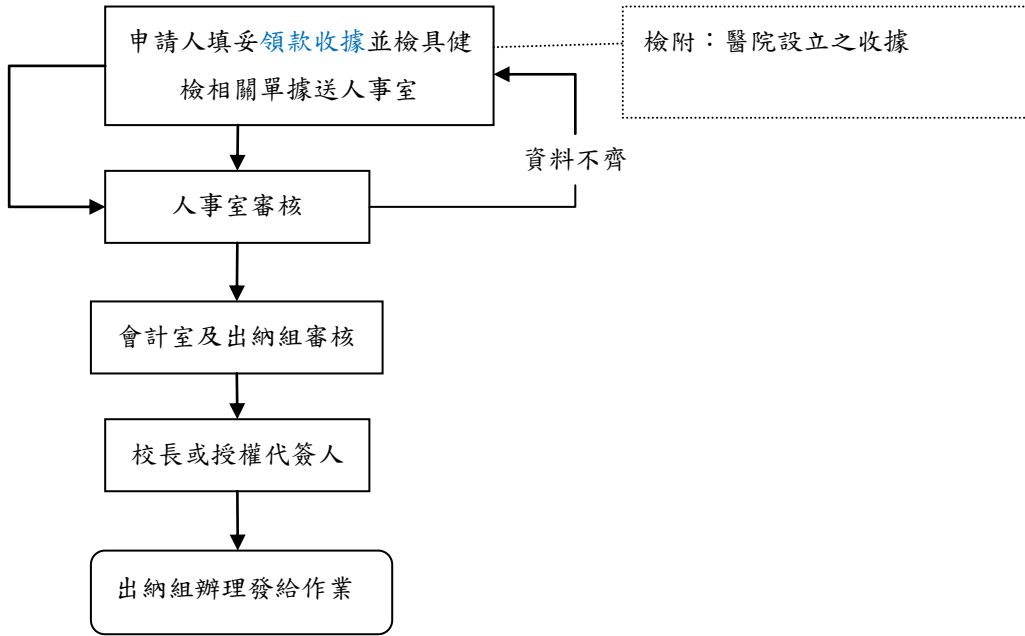 申請人填妥領款收據並檢具健
檢相關單據送人事室
檢附：醫院設立之收據
資料不齊
人事室審核
會計室及出納組審核
校長或授權代簽人
出納組辦理發給作業